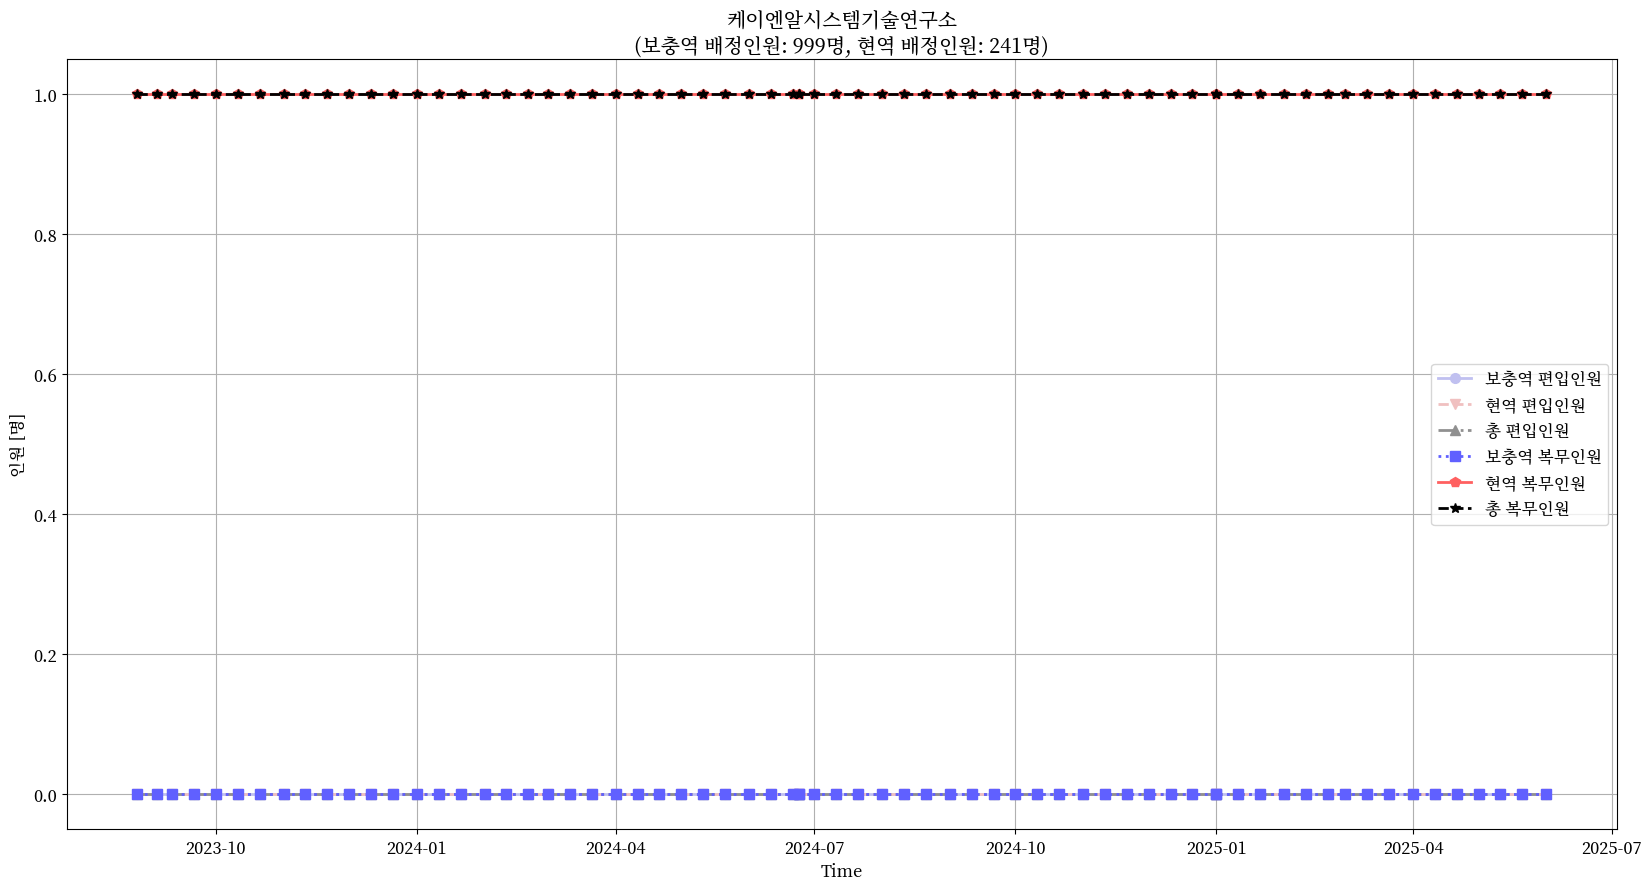 케이엔알시스템기술연구소
(보충역 배정인원: 999명, 현역 배정인원: 241명)
1.0
0.8
0.6
0.4
0.2
0.0
인원 [명]
보충역 편입인원
현역 편입인원
총 편입인원
보충역 복무인원
현역 복무인원
총 복무인원
2023-10
2024-01
2024-04
2024-07
2024-10
2025-01
2025-04
2025-07
Time